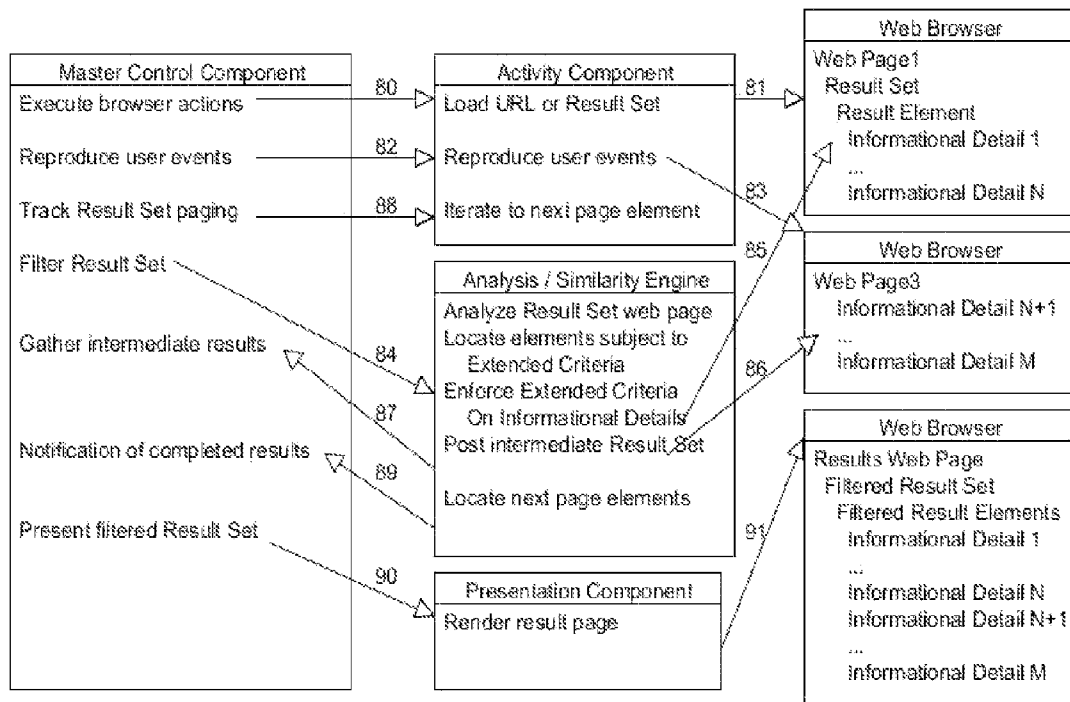 Master Control Component
Execute browser actions
Reproduce user events
Track Result Set paging
Filter Result Set
Gather intermediate results
Notification of completed results
Present filtered Result Set
80
82
88
84
87
89
90
Activity Component
Load URL or Result Set
Reproduce user events
Iterate to next page element
Analysis / Similarity Engine
Analyze Result Set web page
Locate elements subject to
Extended Criteria
Enforce Extended Criteria
On Informational Details
Post intermediate Result Set
Locate next page elements
Presentation Component
Render result page
81
83
85
86
91
Web Browser
Web Page1
Result Set
Result Element
Informational Detail 1
...
Informational Detail N
Web Browser
Web Page3
Informational Detail N+1
...
Informational Detail M
Web Browser
Results Web Page
Filtered Result Set
Filtered Result Elements
Informational Detail 1
...
Informational Detail N
Informational Detail N+1
...
Informational Detail M